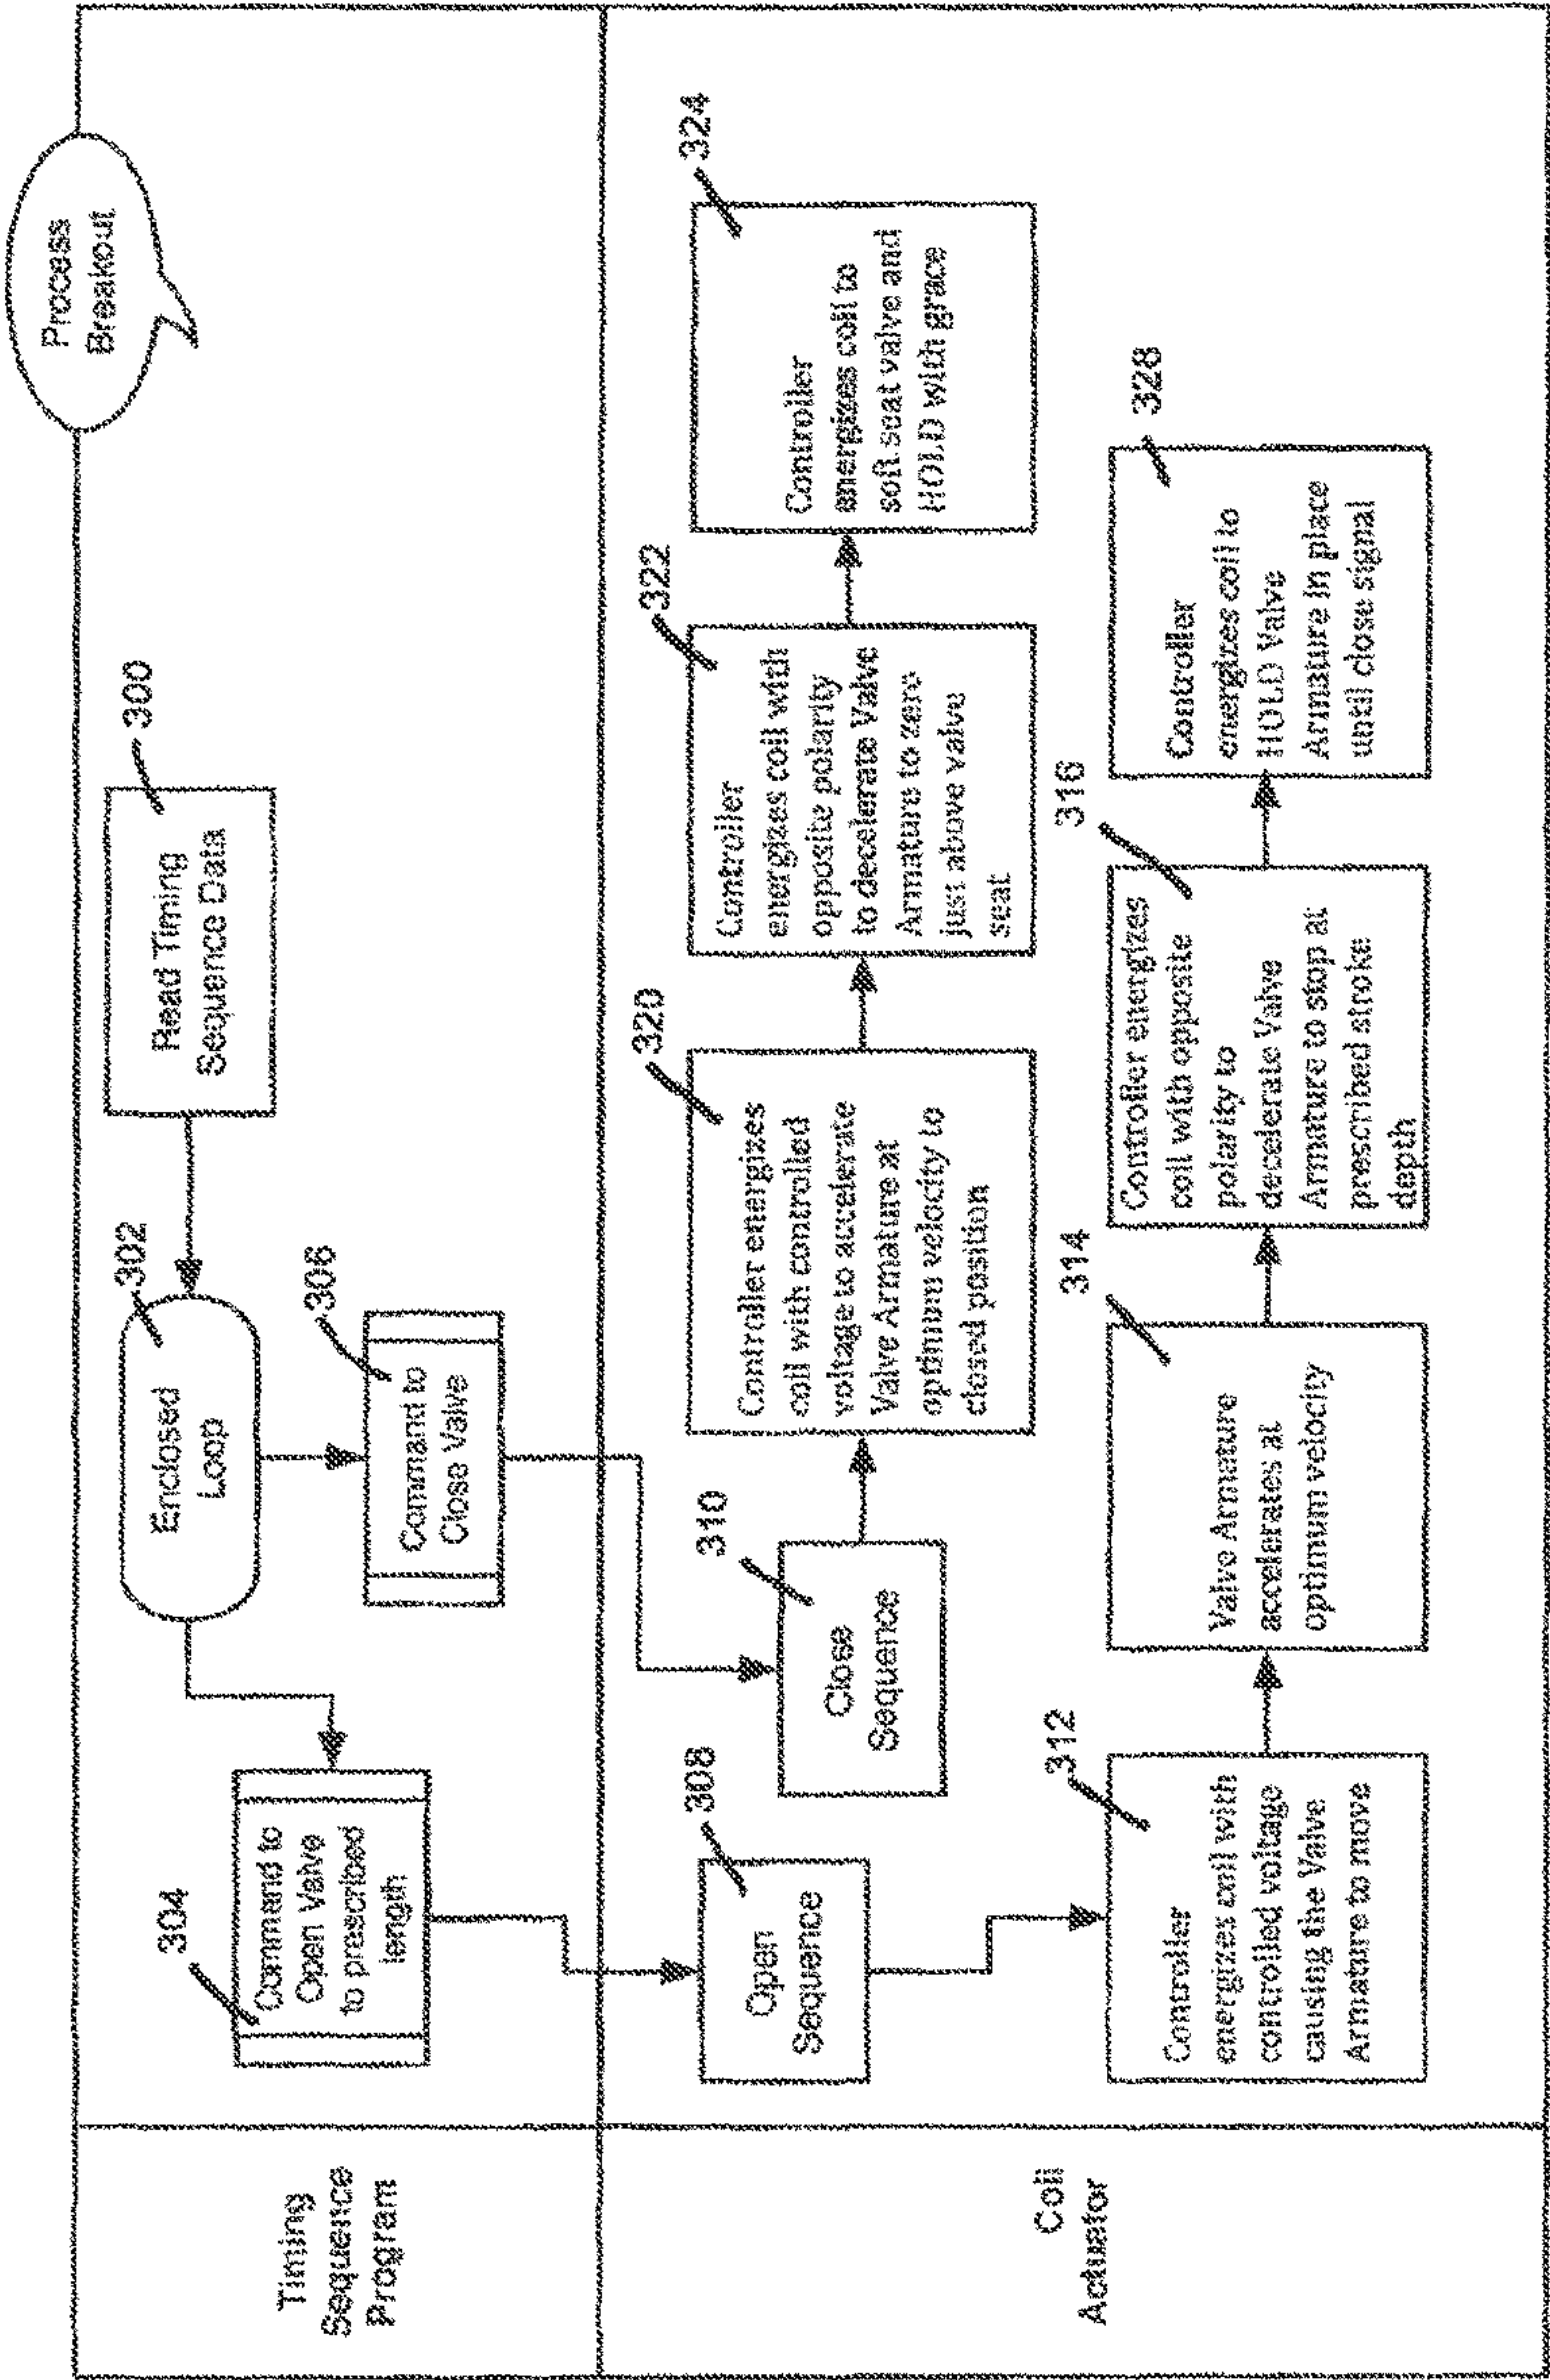 Process
Breakout
Timing
Sequence
Program
300
Read Timing
Sequence Data
302
Enclosed
Loop
304
Command to
Open Valve
to prescribed
length
306
Command to
Close Valve
Coil
Actuator
308
Open
Sequence
310
Close
Sequence
320
Controller energizes
coil with controlled
voltage to accelerate
Valve Armature at
optimum velocity to
closed position
322
Controller
energizes coil with
opposite polarity
to decelerate Valve
Armature to zero
just above valve
seat
324
Controller
energizes coil to
soft seat valve and
HOLD with grace
312
Controller
energizes coil with
controlled voltage
causing the Valve
Armature to move
314
Valve Armature
accelerates at
optimum velocity
316
Controller energizes
coil with opposite
polarity to
decelerate Valve
Armature to stop at
prescribed stroke
depth
328
Controller
energizes coil to
HOLD Valve
Armature in place
until close signal